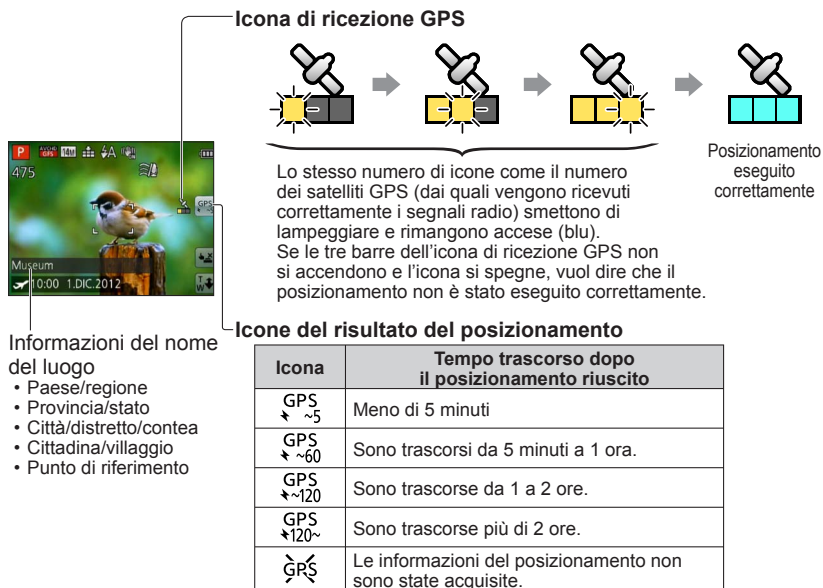 Icona di ricezione GPS
P AVCHD GPS 14M A
475
GPS
~5
Museum
10:00 1.DIC.2012
T
W
Posizionamento
eseguito
correttamente
Lo stesso numero di icone come il numero
dei satelliti GPS (dai quali vengono ricevuti
correttamente i segnali radio) smettono di
lampeggiare e rimangono accese (blu).
Se le tre barre dell'icona di ricezione GPS non
si accendono e l'icona si spegne, vuol dire che il
posizionamento non è stato eseguito correttamente.
Informazioni del nome
del luogo
• Paese/regione
• Provincia/stato
• Città/distretto/contea
• Cittadina/villaggio
• Punto di riferimento
Icone del risultato del posizionamento
Icona
Tempo trascorso dopo
il posizionamento riuscito
GPS
~5
Meno di 5 minuti
GPS
~60
Sono trascorsi da 5 minuti a 1 ora.
GPS
~120
Sono trascorse da 1 a 2 ore.
GPS
120~
Sono trascorse più di 2 ore.
GPS
Le informazioni del posizionamento non
sono state acquisite.